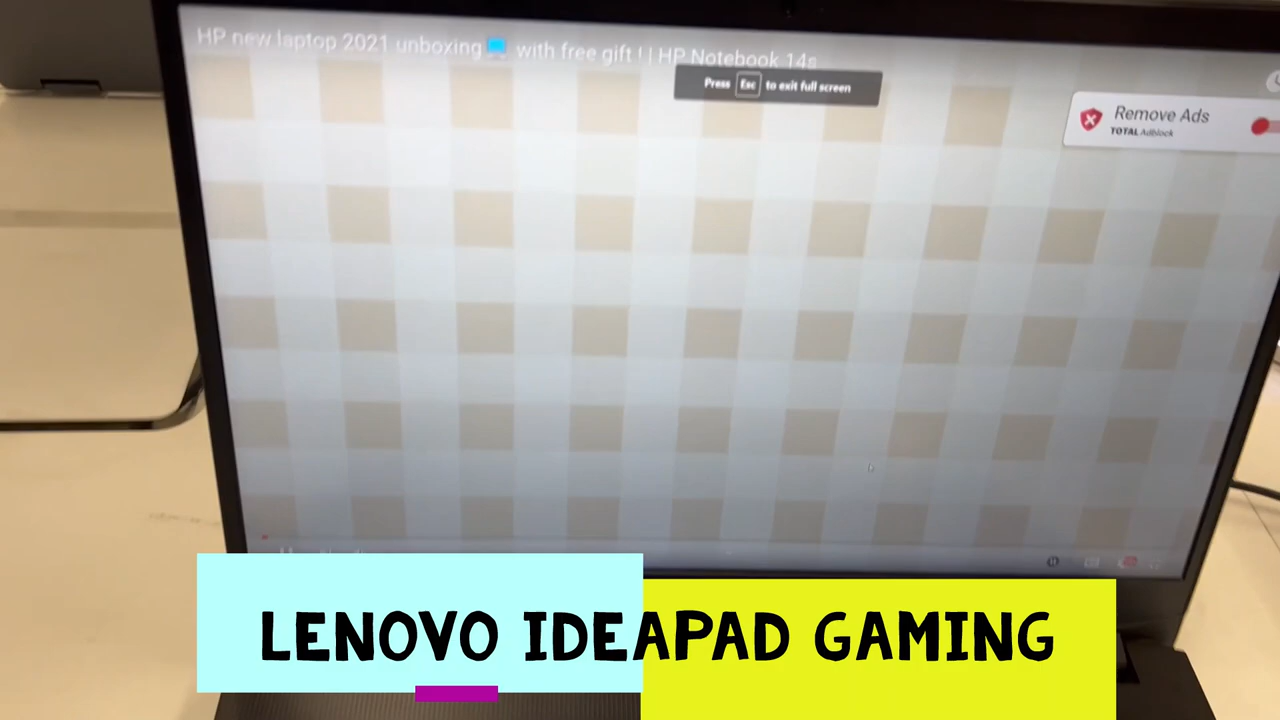 HP new laptop 2021 unboxing 💻 with free gift ! | HP Notebook 14s
Press Esc to exit full screen
Remove Ads
TOTAL Adblock
LENOVO IDEAPAD GAMING